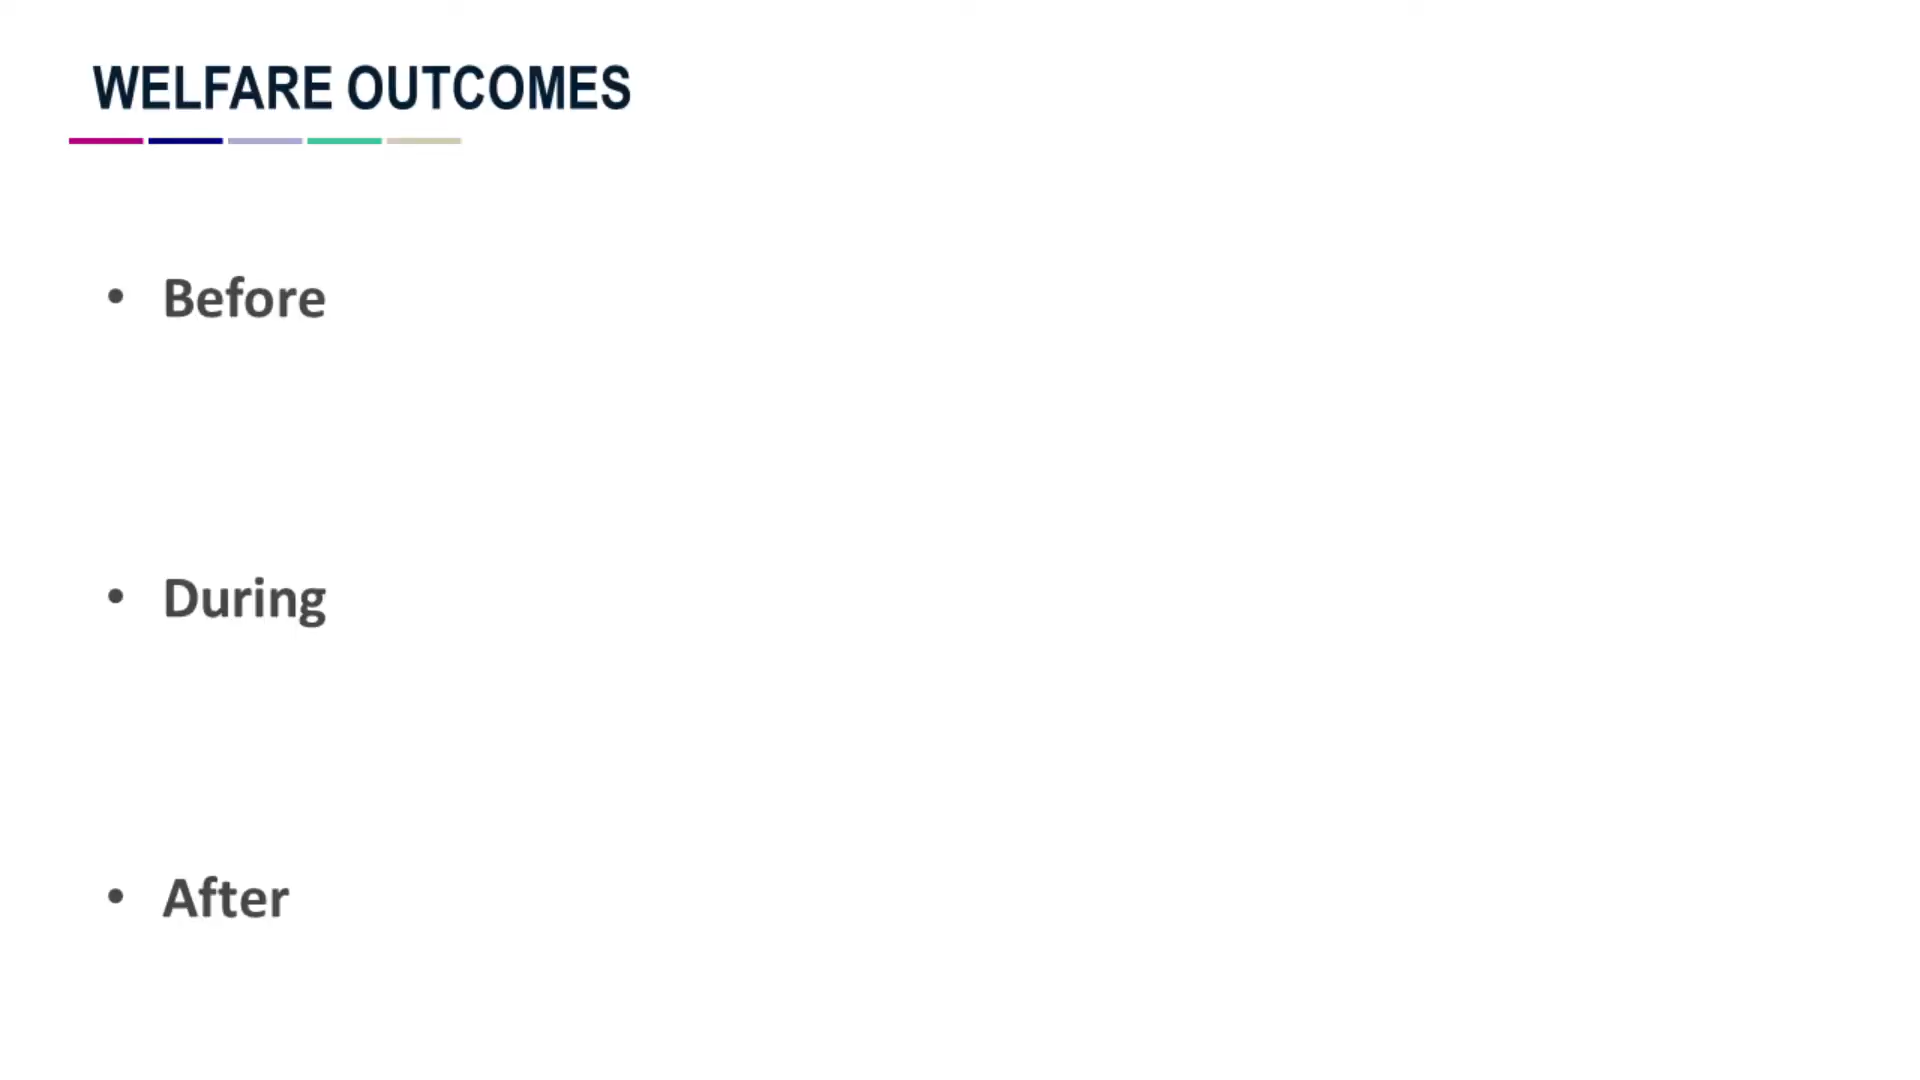 WELFARE OUTCOMES
• Before
• During
• After